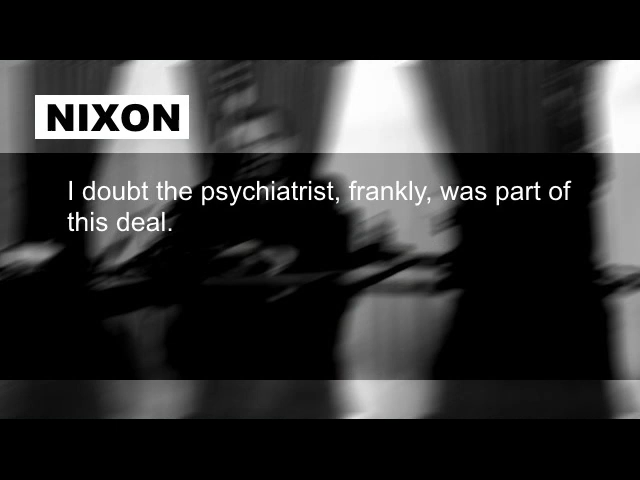 NIXON
I doubt the psychiatrist, frankly, was part of
this deal.